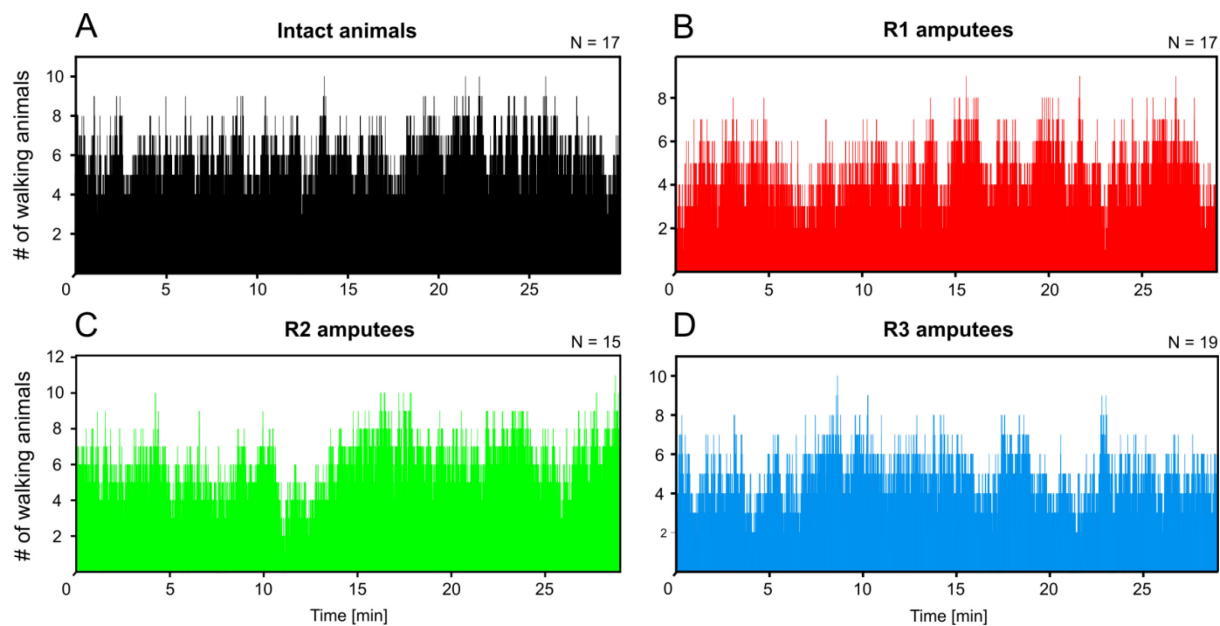 A
Intact animals
N = 17
# of walking animals
10
8
6
4
2
0
5
10
15
20
25
B
R1 amputees
N = 17
8
6
4
2
0
5
10
15
20
25
C
R2 amputees
N = 15
# of walking animals
12
10
8
6
4
2
0
5
10
15
20
25
Time [min]
D
R3 amputees
N = 19
10
8
6
4
2
0
5
10
15
20
25
Time [min]